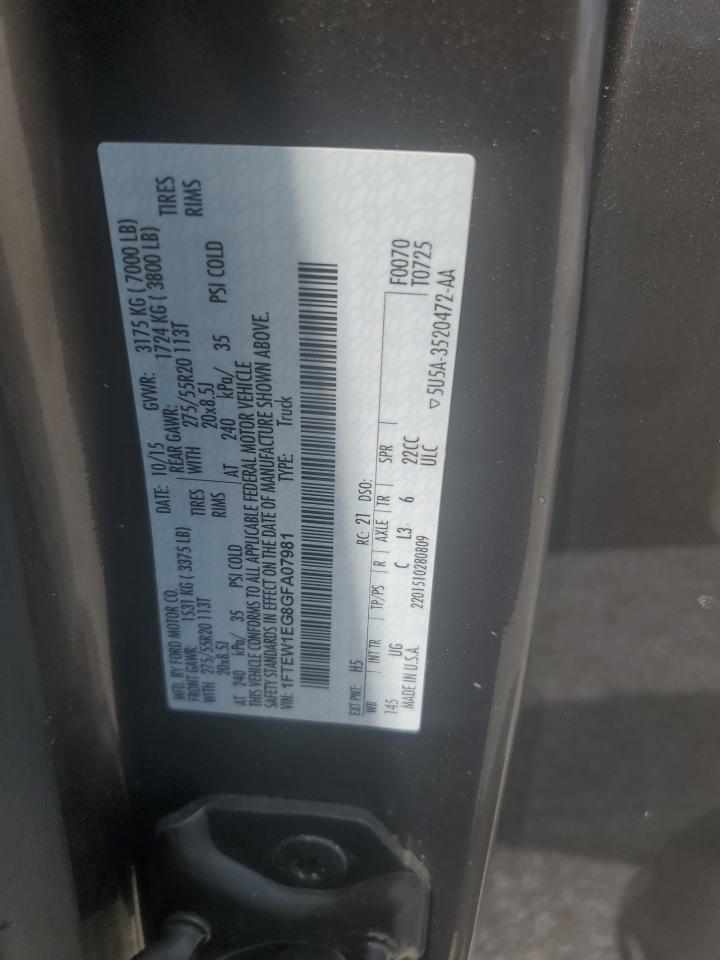 MFD. BY FORD MOTOR CO. DATE: 10/15 GVWR: 3175 KG ( 7000 LB)
FRONT GAWR: 1531 KG ( 3375 LB) REAR GAWR: 1724 KG ( 3800 LB)
WITH 275/55R20 113T TIRES WITH 275/55R20 113T TIRES
20x8.5J RIMS 20x8.5J RIMS
AT 240 kPa/ 35 PSI COLD AT 240 kPa/ 35 PSI COLD
THIS VEHICLE CONFORMS TO ALL APPLICABLE FEDERAL MOTOR VEHICLE
SAFETY STANDARDS IN EFFECT ON THE DATE OF MANUFACTURE SHOWN ABOVE.
VIN: 1FTEW1EG8GFA07981 TYPE: Truck
EXT PNT: H5 RC: 21 DSO: F0070
WB INT TR TP/PS R AXLE TR SPR T0725
145 UG C L3 6 22CC
MADE IN U.S.A. 2201510280809 ULC
▽5U5A-3520472-AA